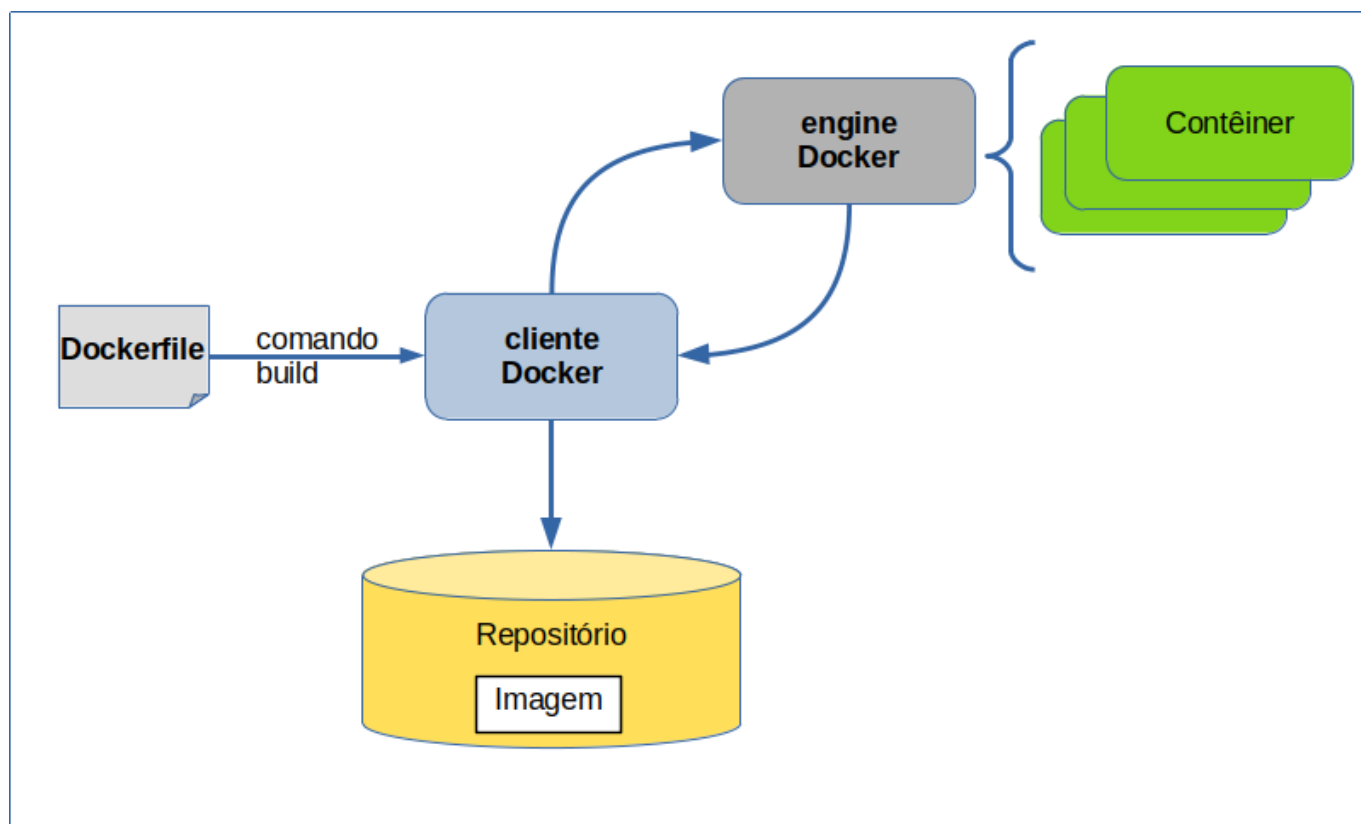 engine
Docker
Contêiner
Dockerfile
comando
build
cliente
Docker
Repositório
Imagem